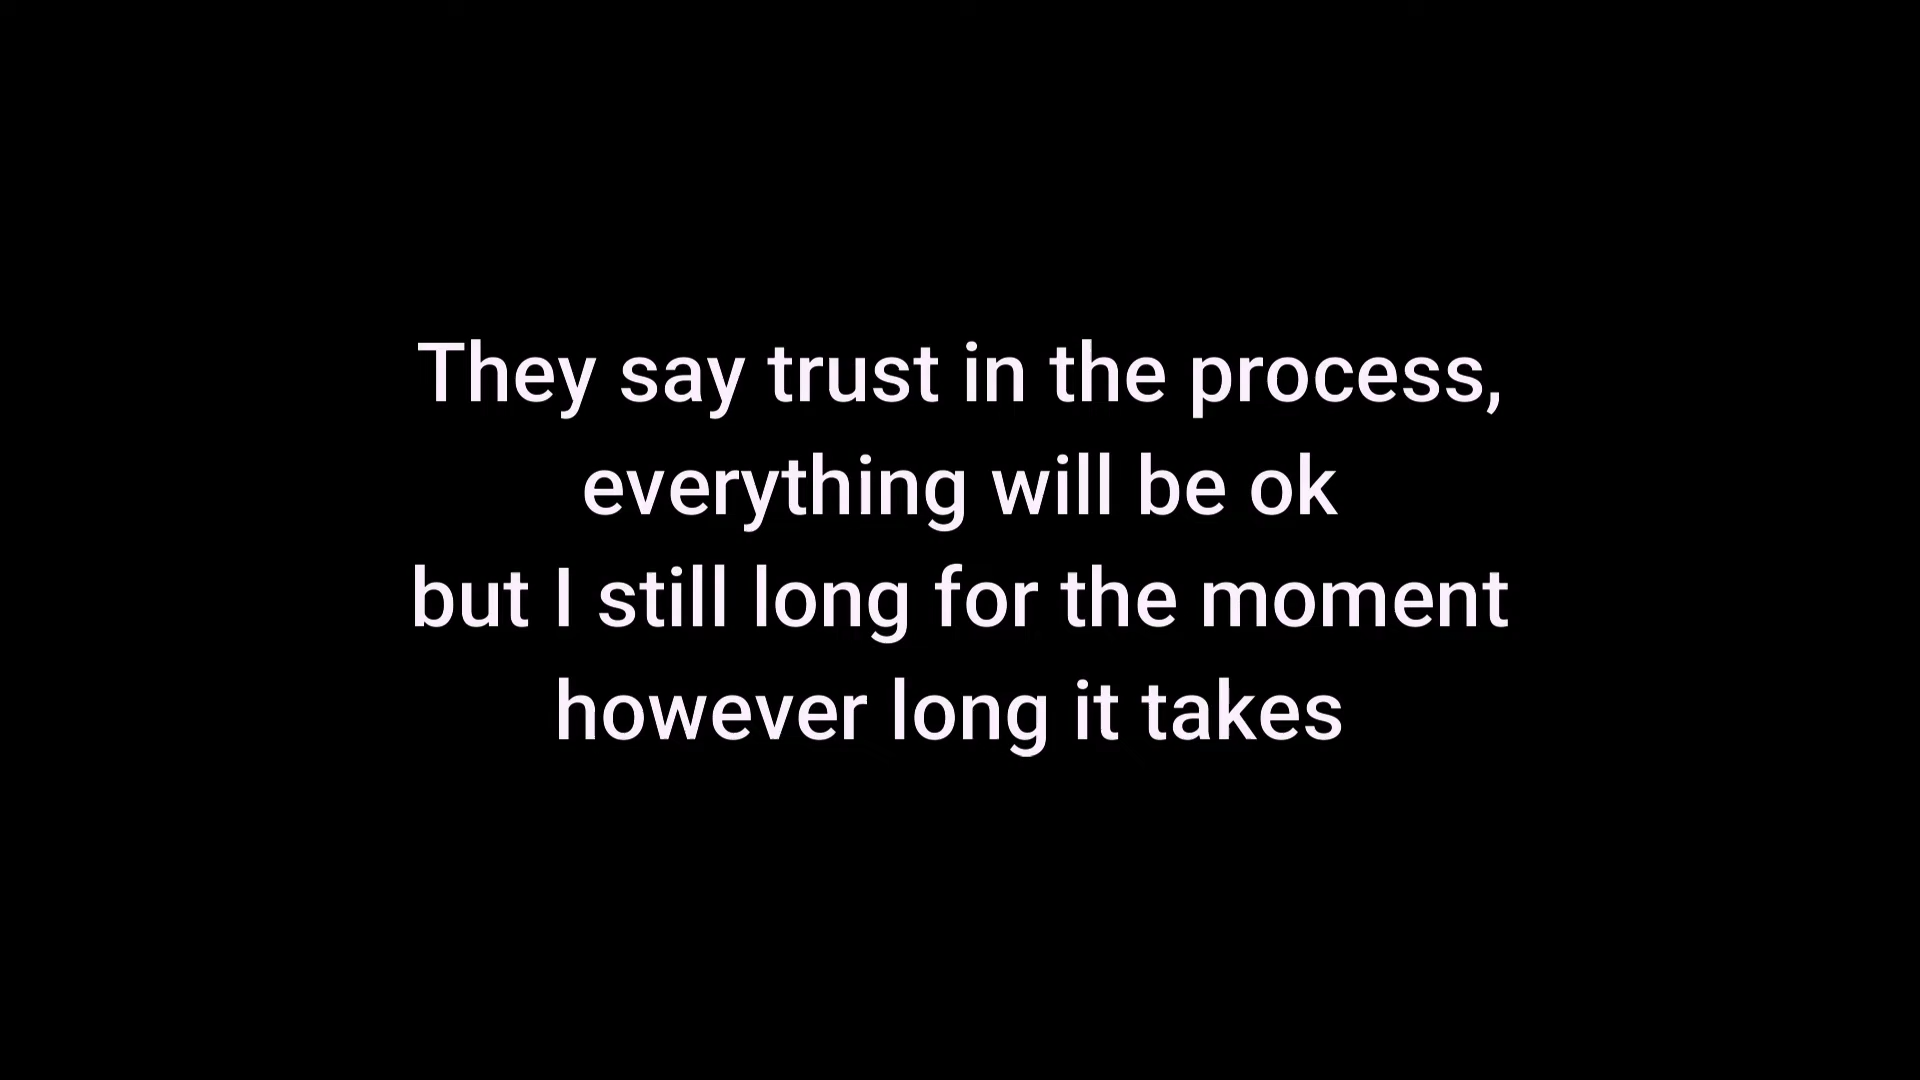 They say trust in the process,
everything will be ok
but I still long for the moment
however long it takes